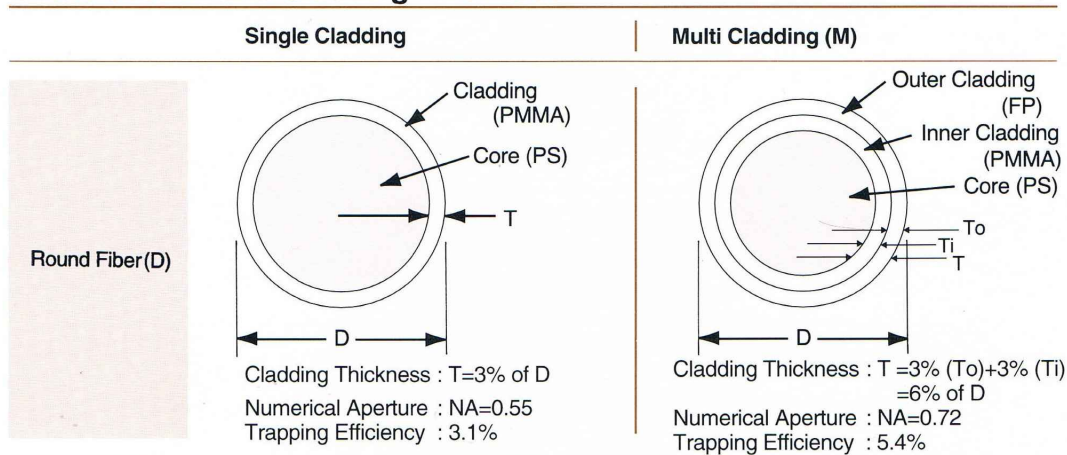 Single Cladding
Multi Cladding (M)
Round Fiber(D)
Cladding
(PMMA)
Core (PS)
T
D
Cladding Thickness : T=3% of D
Numerical Aperture : NA=0.55
Trapping Efficiency : 3.1%
Outer Cladding
(FP)
Inner Cladding
(PMMA)
Core (PS)
To
Ti
T
D
Cladding Thickness : T =3% (To)+3% (Ti)
=6% of D
Numerical Aperture : NA=0.72
Trapping Efficiency : 5.4%